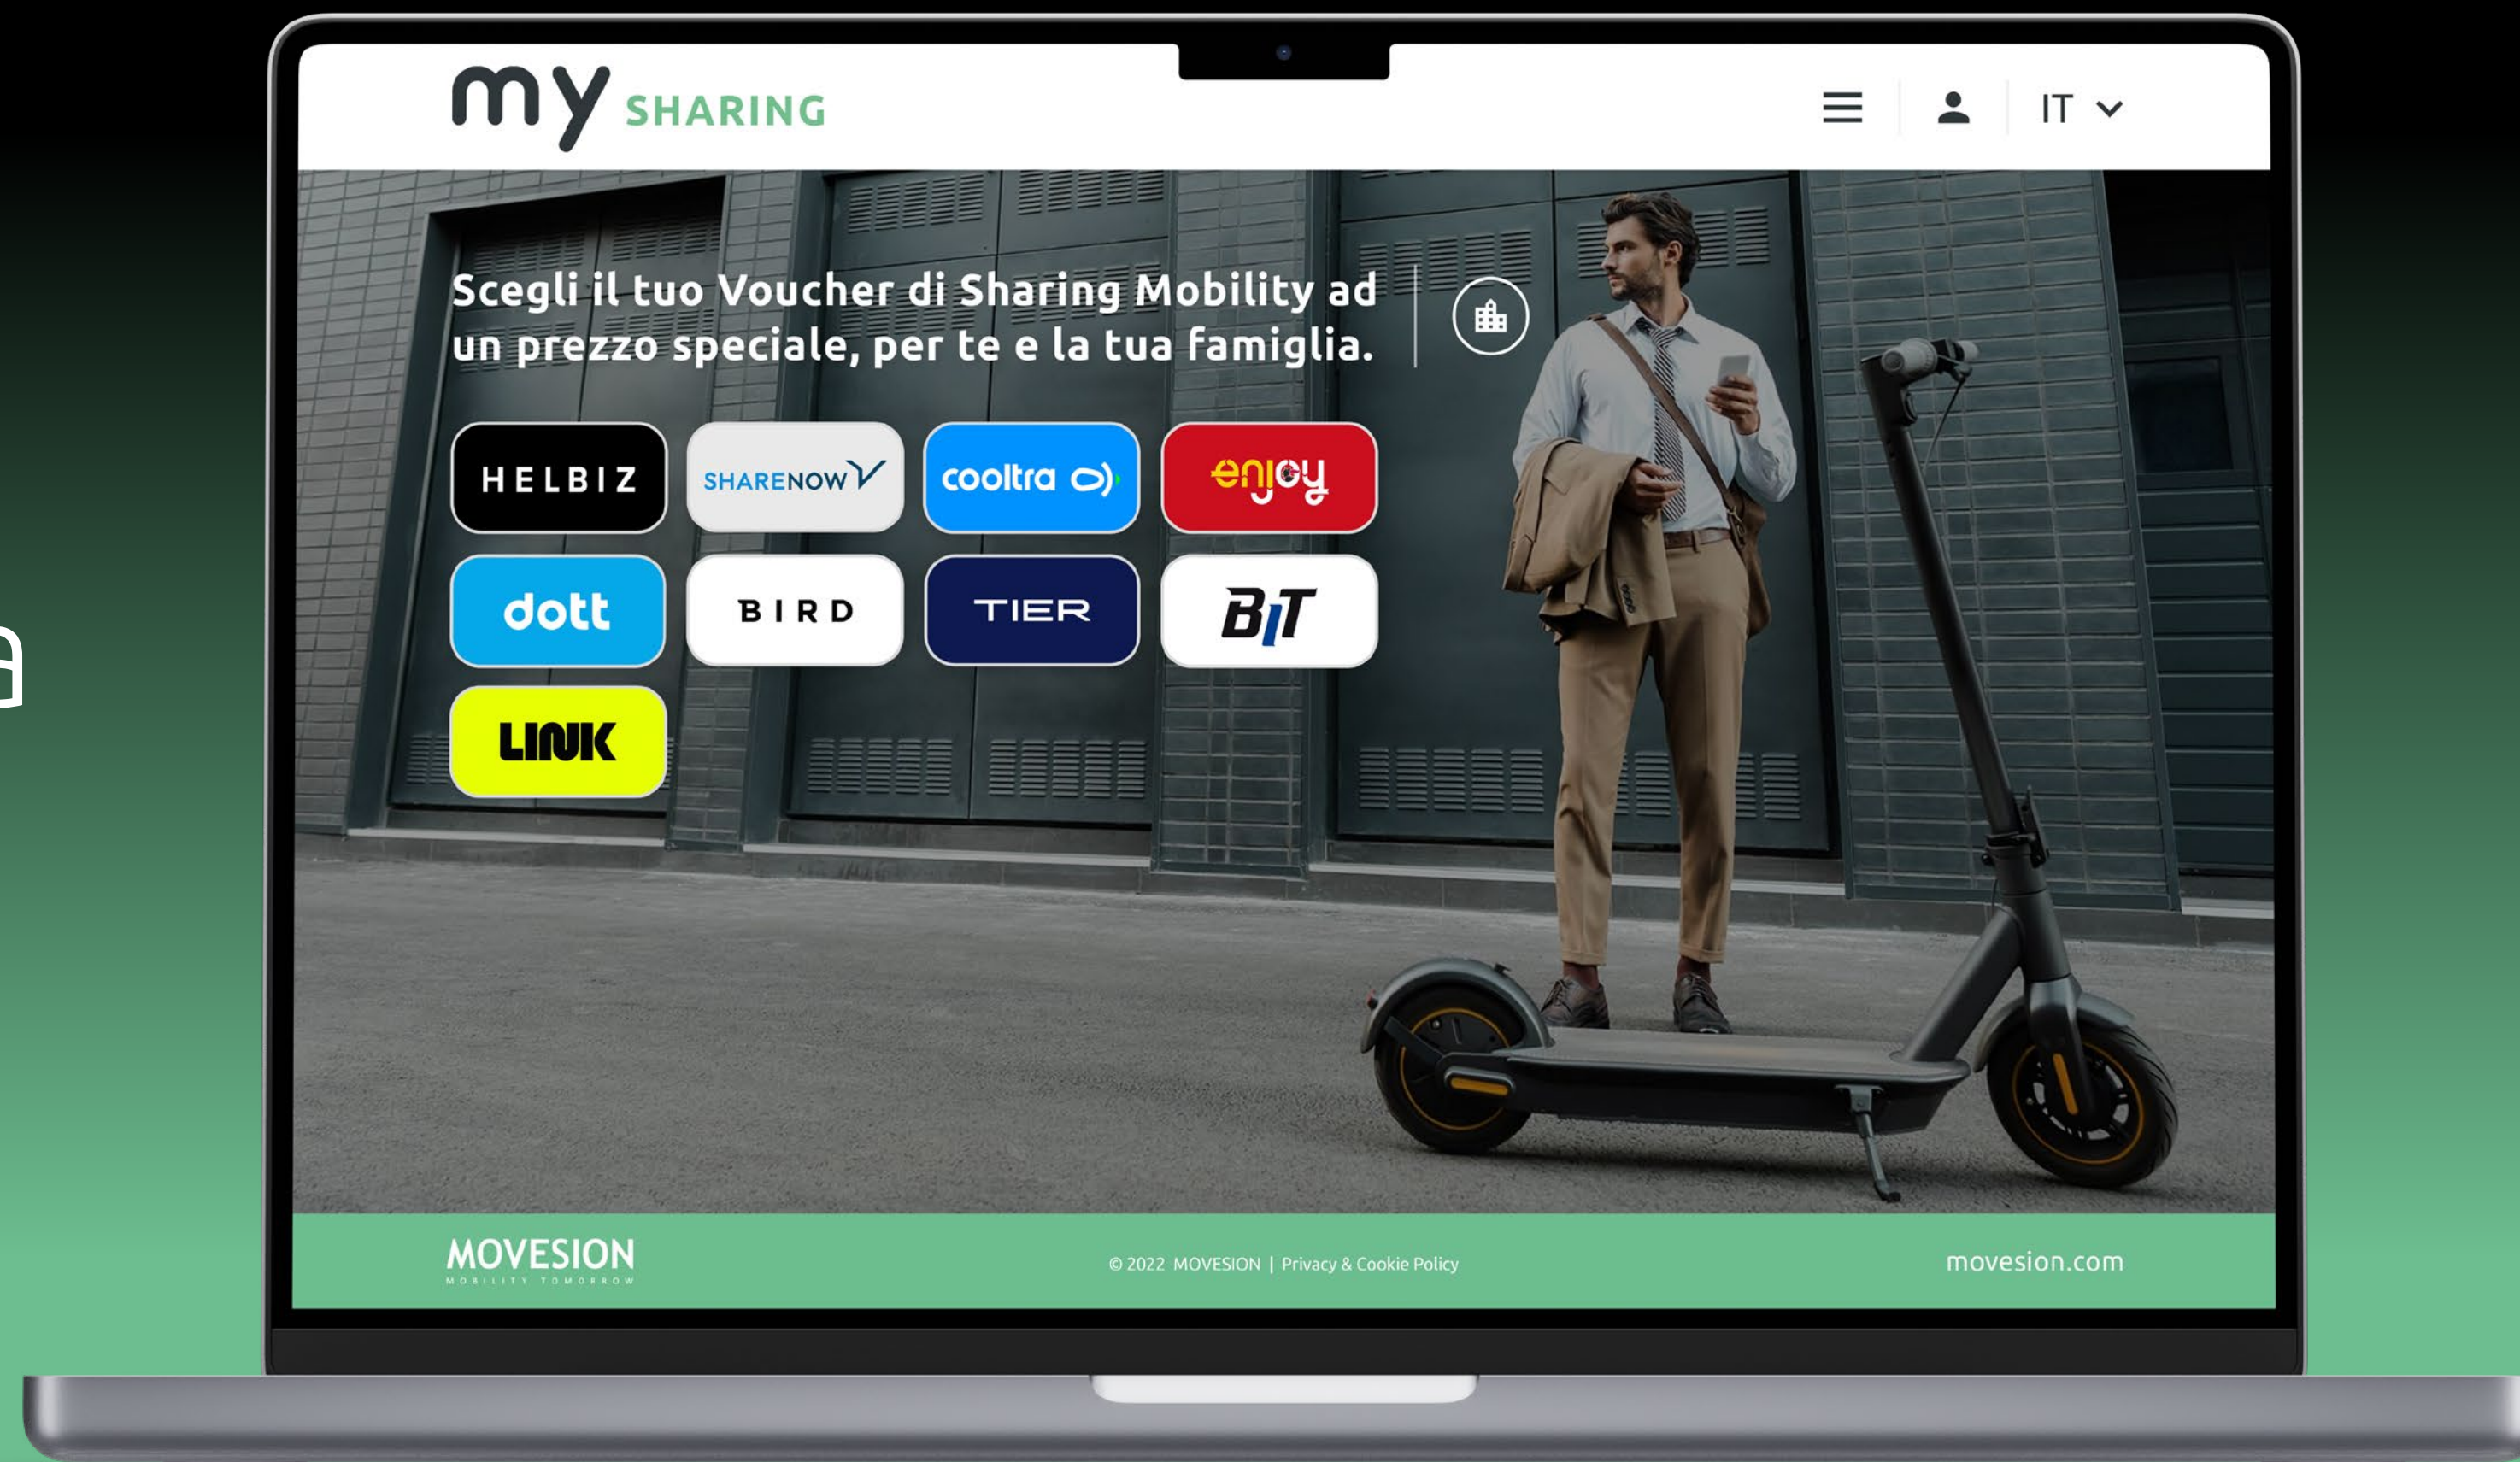 my SHARING
IT
Scegli il tuo Voucher di Sharing Mobility ad
un prezzo speciale, per te e la tua famiglia.
HELBIZ
SHARENOW
cooltra
enjoy
dott
BIRD
TIER
BIT
LINK
a
MOVESION
MOBILITY TOMORROW
© 2022 MOVESION | Privacy & Cookie Policy
movesion.com